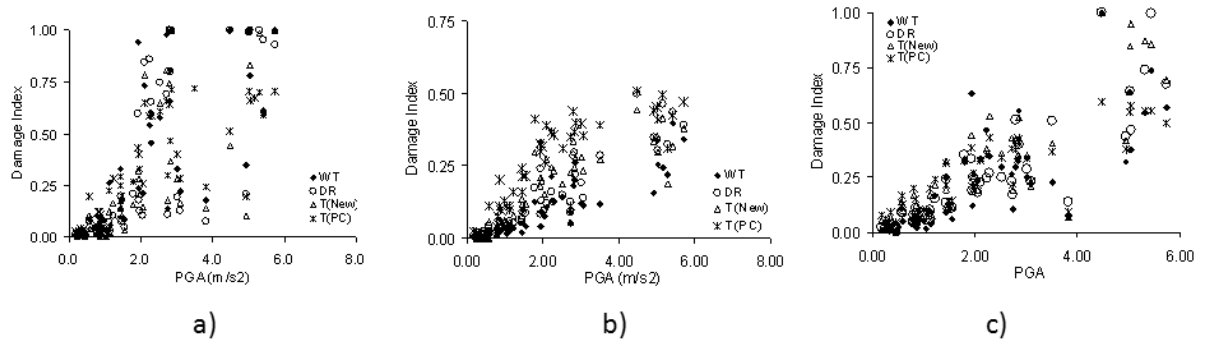 1.00
0.75
0.50
0.25
0.00
Damage Index
0.0 2.0 4.0 6.0 8.0
PGA (m/s2)
WT
DR
T(New)
T(PC)
a)
0.75
0.50
0.25
0.00
Damage Index
0.00 2.00 4.00 6.00 8.00
PGA (m/s2)
WT
DR
T(New)
T(PC)
b)
1.00
0.75
0.50
0.25
0.00
Damage Index
0.00 2.00 4.00 6.00
PGA
WT
DR
T(New)
T(PC)
c)